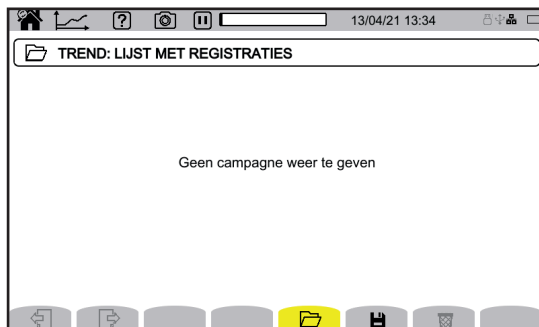 13/04/21 13:34
TREND: LIJST MET REGISTRATIES
Geen campagne weer te geven